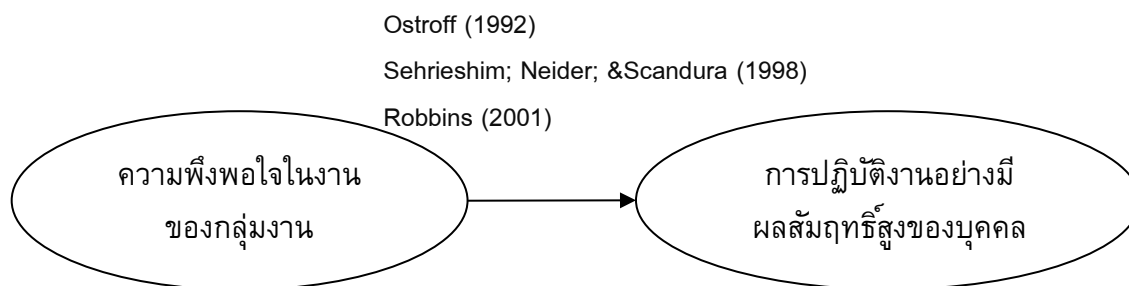 Ostroff (1992)
Sehrieshim; Neider; &Scandura (1998)
Robbins (2001)
ความพึงพอใจในงาน
ของกลุ่มงาน
การปฏิบัติงานอย่างมี
ผลสัมฤทธิ์สูงของบุคคล